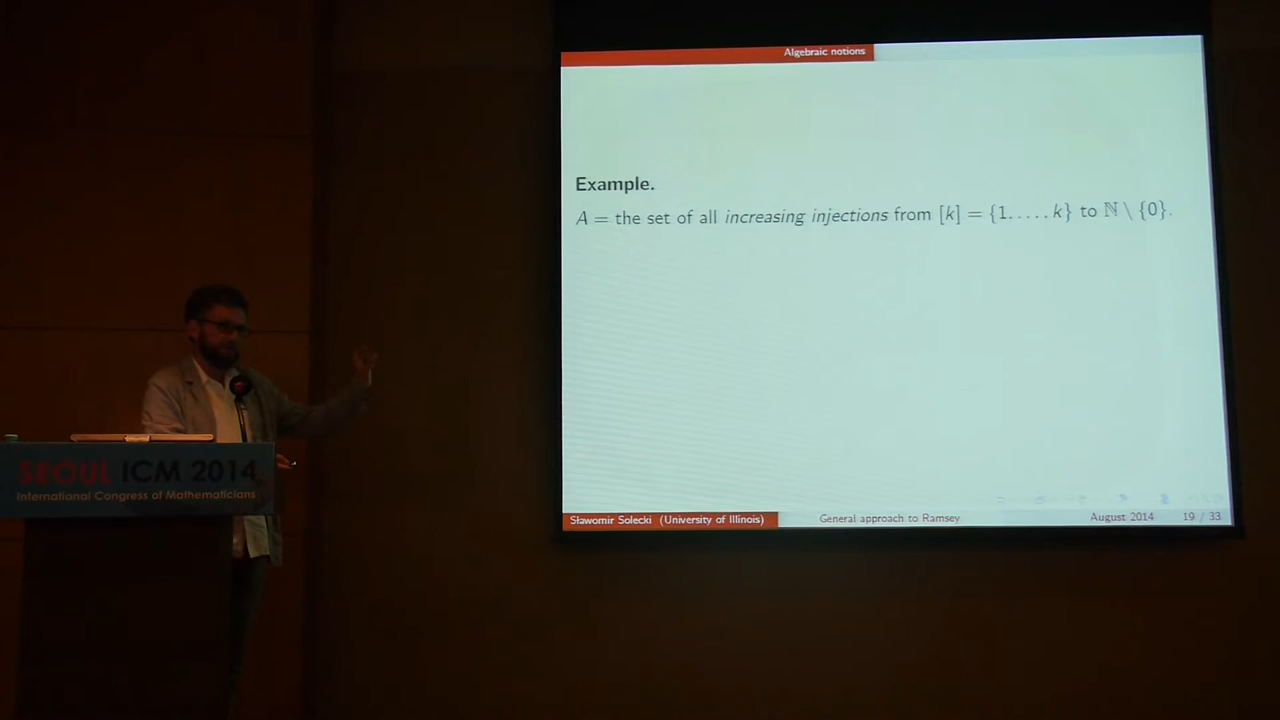 Algebraic notions
Example.
A = the set of all increasing injections from [k] = {1.....k} to ℕ \ {0}.
Sławomir Solecki (University of Illinois) General approach to Ramsey August 2014 19 / 33
SEOUL ICM 2014
International Congress of Mathematicians